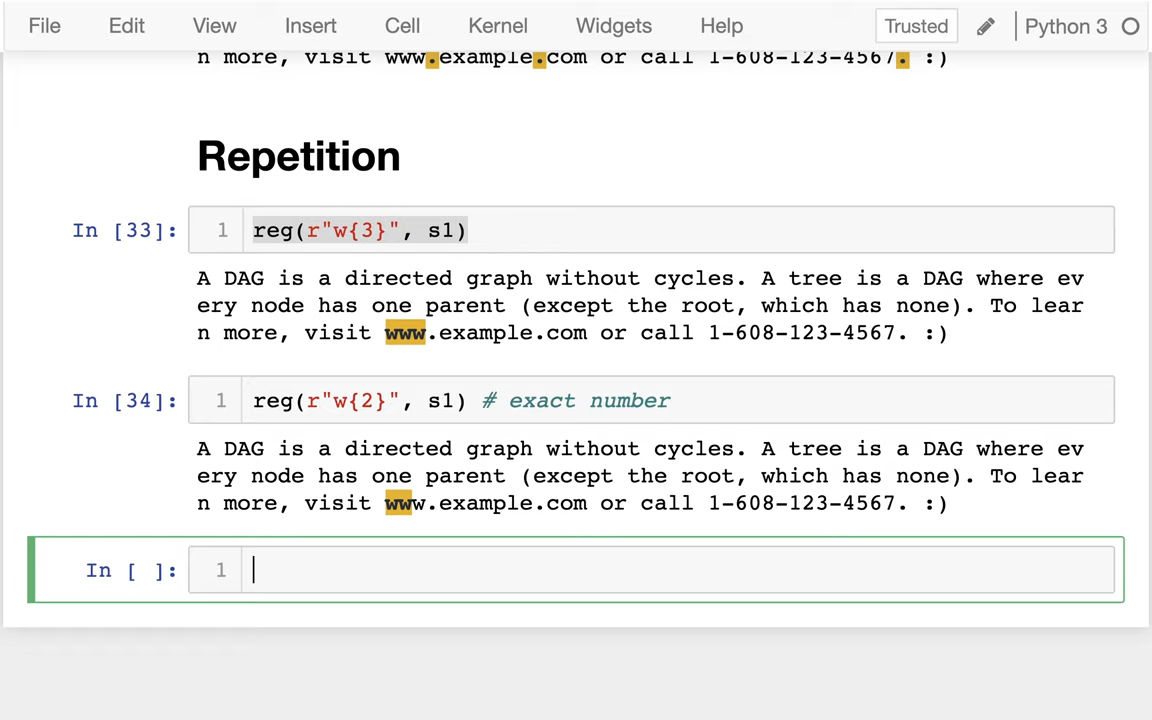 File Edit View Insert Cell Kernel Widgets Help Trusted Python 3
n more, visit www.example.com or call 1-608-123-4567. :)
Repetition
In [33]: 1 reg(r"w{3}", s1)
A DAG is a directed graph without cycles. A tree is a DAG where ev
ery node has one parent (except the root, which has none). To lear
n more, visit www.example.com or call 1-608-123-4567. :)
In [34]: 1 reg(r"w{2}", s1) # exact number
A DAG is a directed graph without cycles. A tree is a DAG where ev
ery node has one parent (except the root, which has none). To lear
n more, visit www.example.com or call 1-608-123-4567. :)
In [ ]: 1